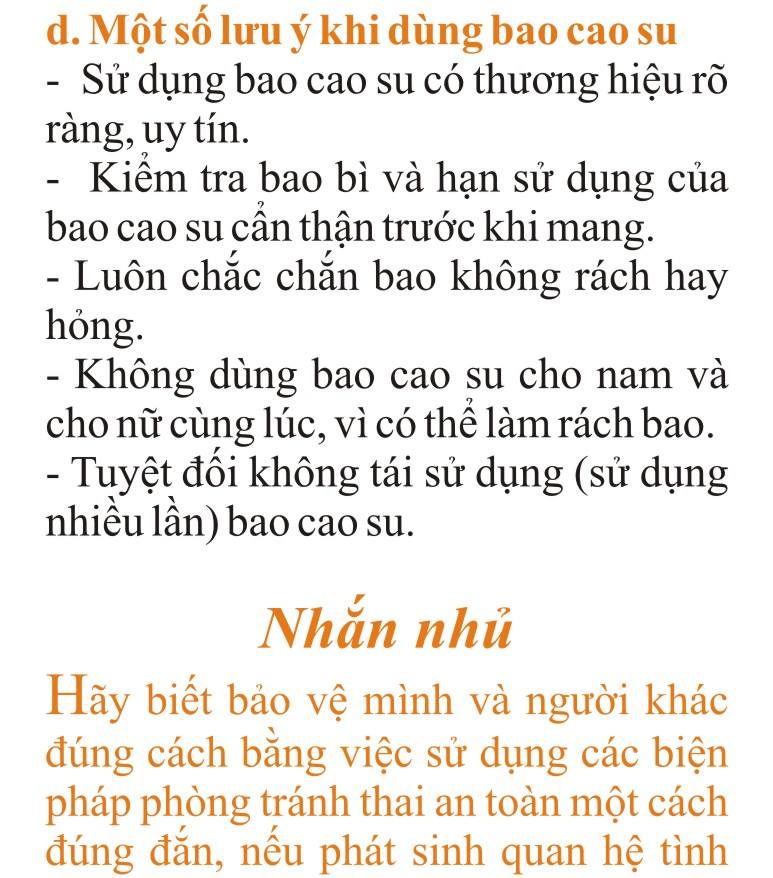 d. Một số lưu ý khi dùng bao cao su
- Sử dụng bao cao su có thương hiệu rõ
ràng, uy tín.
- Kiểm tra bao bì và hạn sử dụng của
bao cao su cẩn thận trước khi mang.
- Luôn chắc chắn bao không rách hay
hỏng.
- Không dùng bao cao su cho nam và
cho nữ cùng lúc, vì có thể làm rách bao.
- Tuyệt đối không tái sử dụng (sử dụng
nhiều lần) bao cao su.
Nhắn nhủ
Hãy biết bảo vệ mình và người khác
đúng cách bằng việc sử dụng các biện
pháp phòng tránh thai an toàn một cách
đúng đắn, nếu phát sinh quan hệ tình